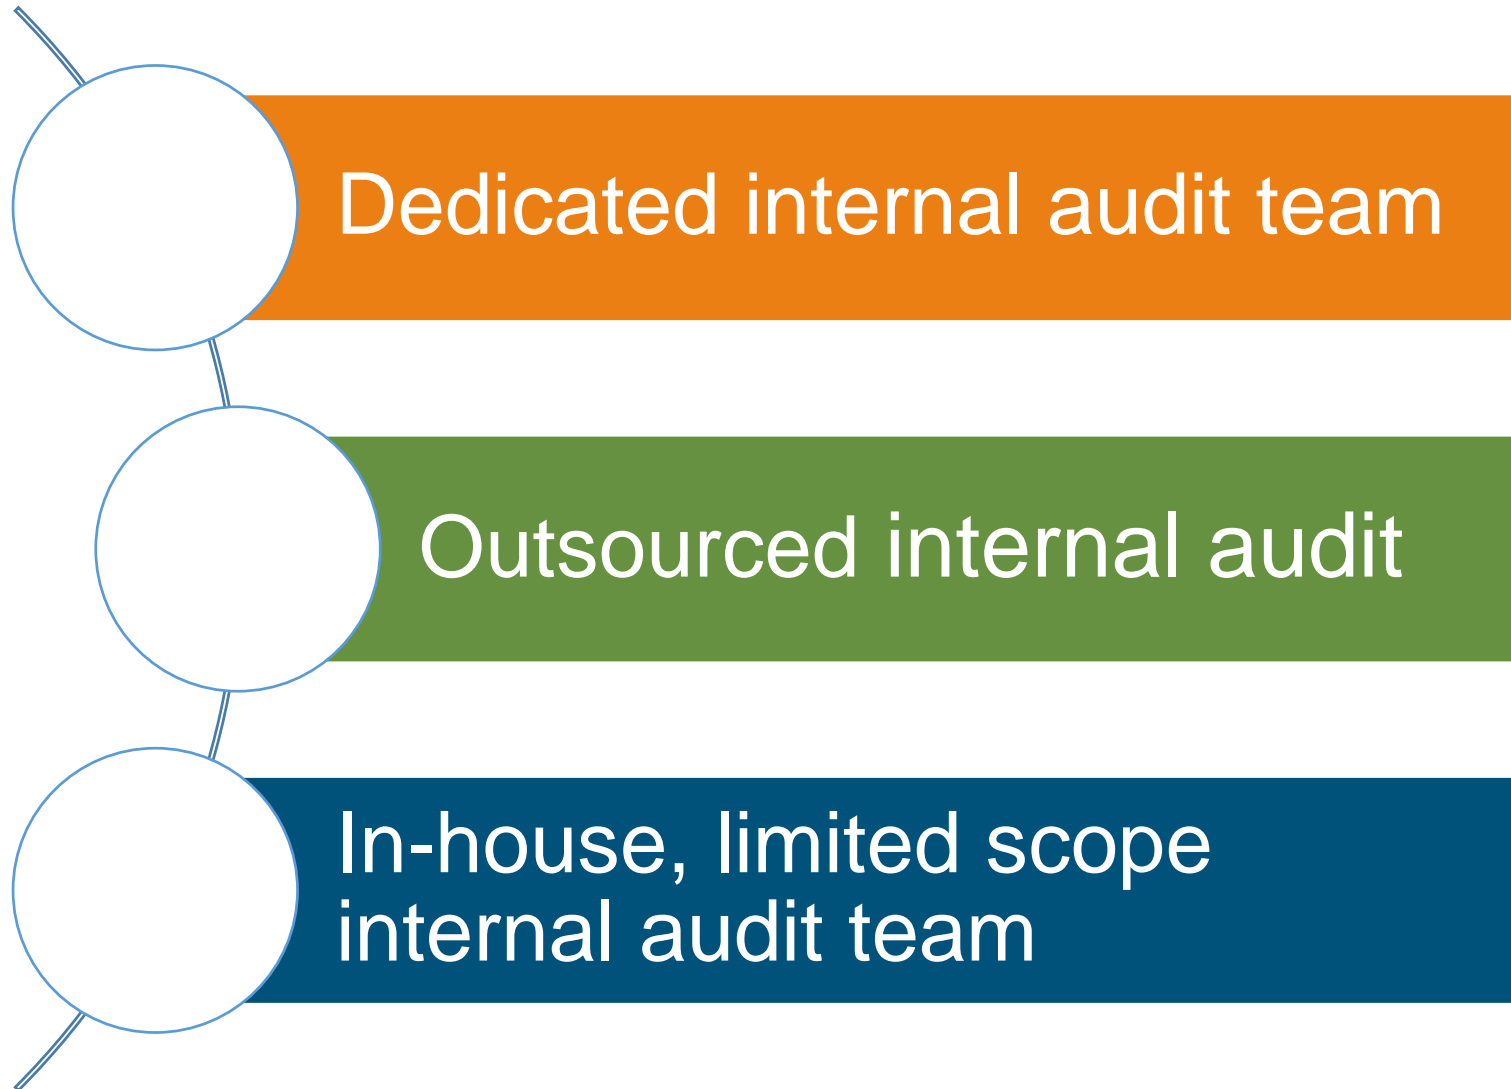 Dedicated internal audit team
Outsourced internal audit
In-house, limited scope
internal audit team